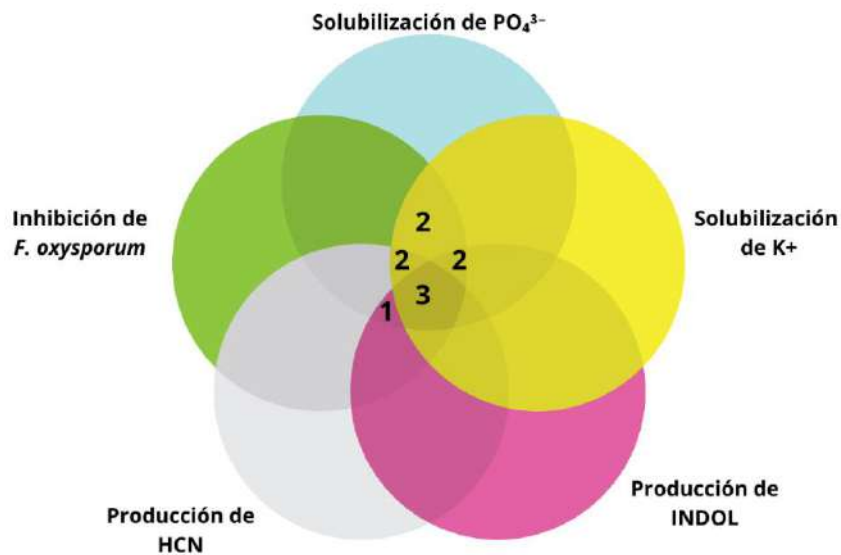 Solubilización de PO₄³⁻
Inhibición de
F. oxysporum
Solubilización
de K+
2
2
2
3
1
Producción de
HCN
Producción de
INDOL